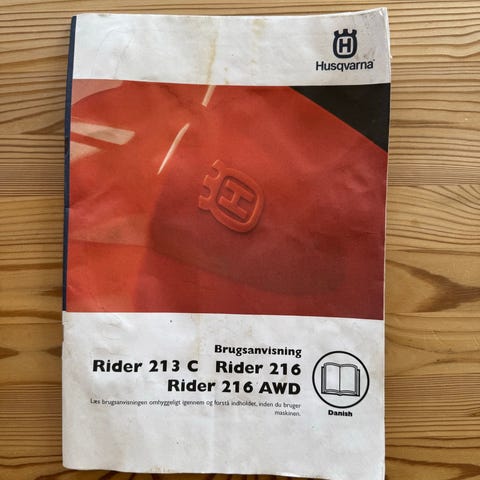 H
Husqvarna
H
Brugsanvisning
Rider 213 C Rider 216
Rider 216 AWD
Læs brugsanvisningen omhyggeligt igennem og forstå indholdet, inden du bruger
maskinen.
Danish